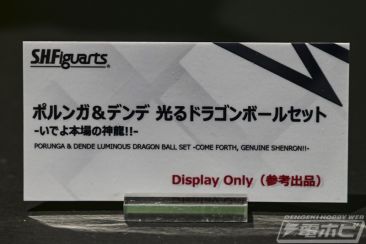 S.H.Figuarts
ポルンガ＆デンデ 光るドラゴンボールセット
-いでよ本場の神龍!!-
PORUNGA & DENDE LUMINOUS DRAGON BALL SET -COME FORTH, GENUINE SHENRON!!-
Display Only（参考出品）
DENGEKI HOBBY WEB
電撃ホビー